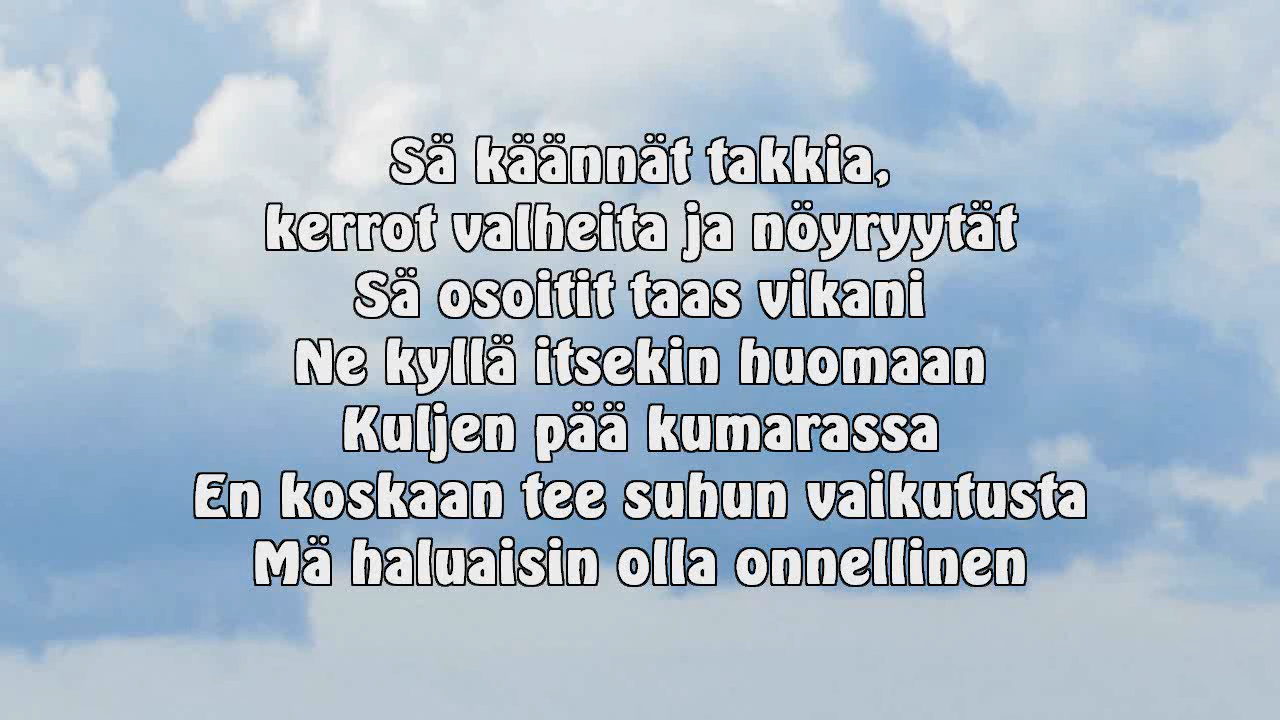 Sä käännät takkia,
kerrot valheita ja nöyryytät
Sä osoitit taas vikani
Ne kyllä itsekin huomaan
Kuljen pää kumarassa
En koskaan tee suhun vaikutusta
Mä haluaisin olla onnellinen